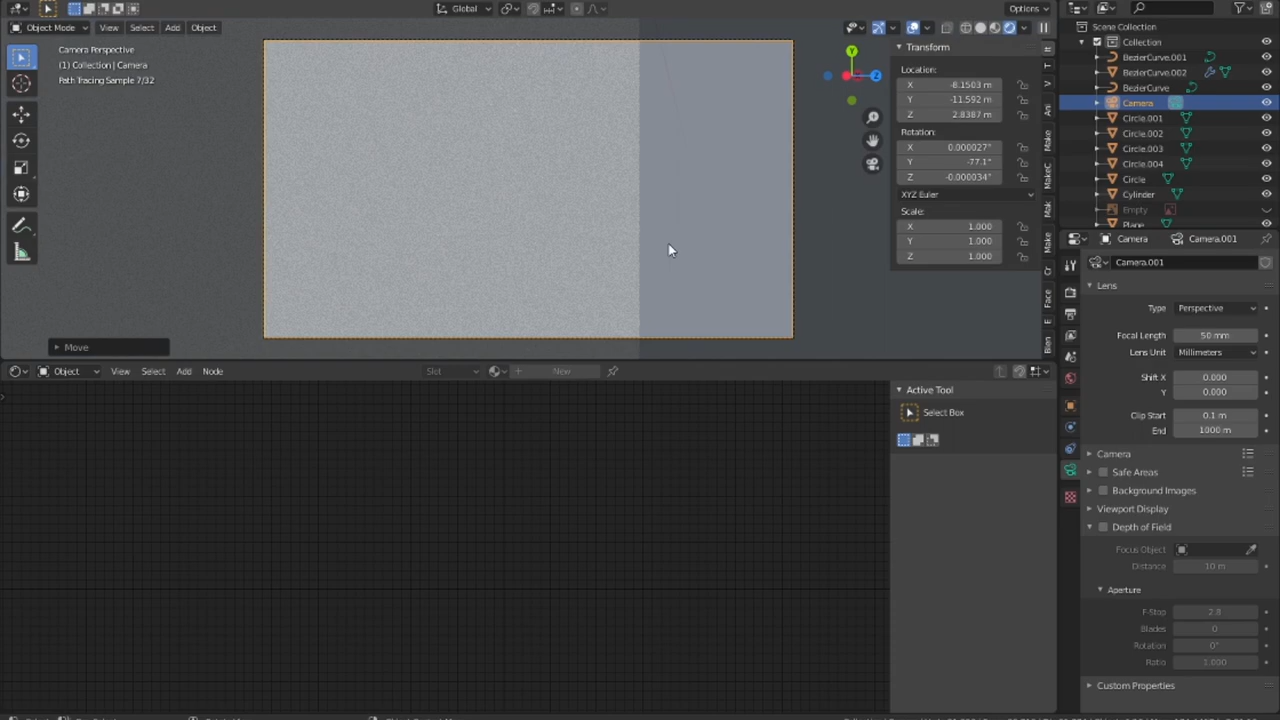 Global
Options
Object Mode
View
Select
Add
Object
Camera Perspective
(1) Collection | Camera
Path Tracing Sample 7/32
Move
Transform
Location:
X -8.1503 m
Y -11.592 m
Z 2.8387 m
Rotation:
X 0.000027°
Y -77.1°
Z -0.000034°
XYZ Euler
Scale:
X 1.000
Y 1.000
Z 1.000
Scene Collection
Collection
BezierCurve.001
BezierCurve.002
BezierCurve
Camera
Circle.001
Circle.002
Circle.003
Circle.004
Circle
Cylinder
Empty
Plane
Camera
Camera.001
Camera.001
Lens
Type Perspective
Focal Length 50 mm
Lens Unit Millimeters
Shift X 0.000
Y 0.000
Clip Start 0.1 m
End 1000 m
Camera
Safe Areas
Background Images
Viewport Display
Depth of Field
Focus Object
Distance 10 m
Aperture
F-Stop 2.8
Blades 0
Rotation 0°
Ratio 1.000
Custom Properties
Object
View
Select
Add
Node
Slot
New
Active Tool
Select Box